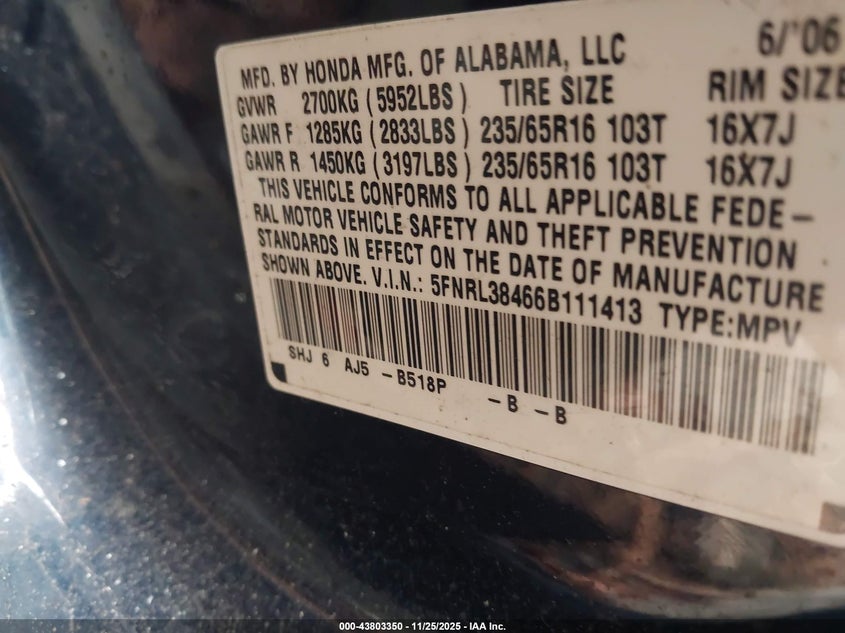 MFD. BY HONDA MFG. OF ALABAMA, LLC 6/'06
GVWR 2700KG (5952LBS) TIRE SIZE RIM SIZE
GAWR F 1285KG (2833LBS) 235/65R16 103T 16X7J
GAWR R 1450KG (3197LBS) 235/65R16 103T 16X7J
THIS VEHICLE CONFORMS TO ALL APPLICABLE FEDE-
RAL MOTOR VEHICLE SAFETY AND THEFT PREVENTION
STANDARDS IN EFFECT ON THE DATE OF MANUFACTURE
SHOWN ABOVE. V.I.N.: 5FNRL38466B111413 TYPE:MPV
SHJ 6 AJ5 -B518P -B -B
000-43803350 - 11/25/2025 - IAA Inc.